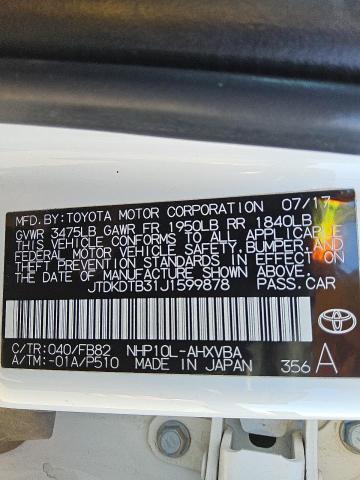 MFD.BY:TOYOTA MOTOR CORPORATION 07/17
GVWR 3475LB GAWR FR 1950LB RR 1840LB
THIS VEHICLE CONFORMS TO ALL APPLICABLE
FEDERAL MOTOR VEHICLE SAFETY,BUMPER,AND
THEFT PREVENTION STANDARDS IN EFFECT ON
THE DATE OF MANUFACTURE SHOWN ABOVE.
JTDKDTB31J1599878 PASS.CAR
C/TR:040/FB82 NHP10L-AHXVBA
A/TM:-01A/P510 MADE IN JAPAN 356 A
TOYOTA